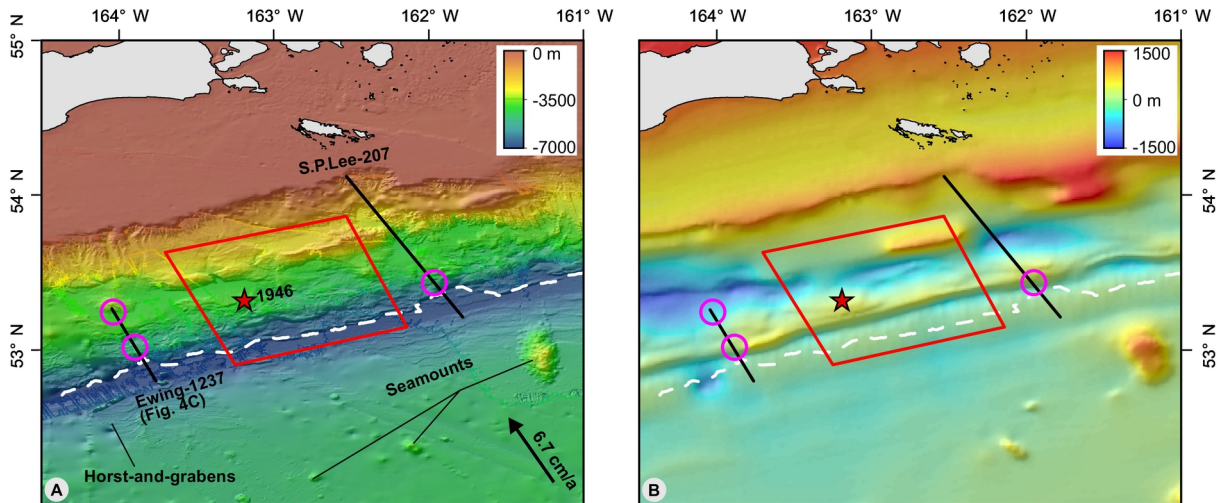 164° W 163° W 162° W 161° W
164° W 163° W 162° W 161° W
55° N
54° N
53° N
0 m
-3500
-7000
S.P.Lee-207
1946
Ewing-1237
(Fig. 4C)
Seamounts
Horst-and-grabens
6.7 cm/a
A
1500
0 m
-1500
54° N
53° N
B